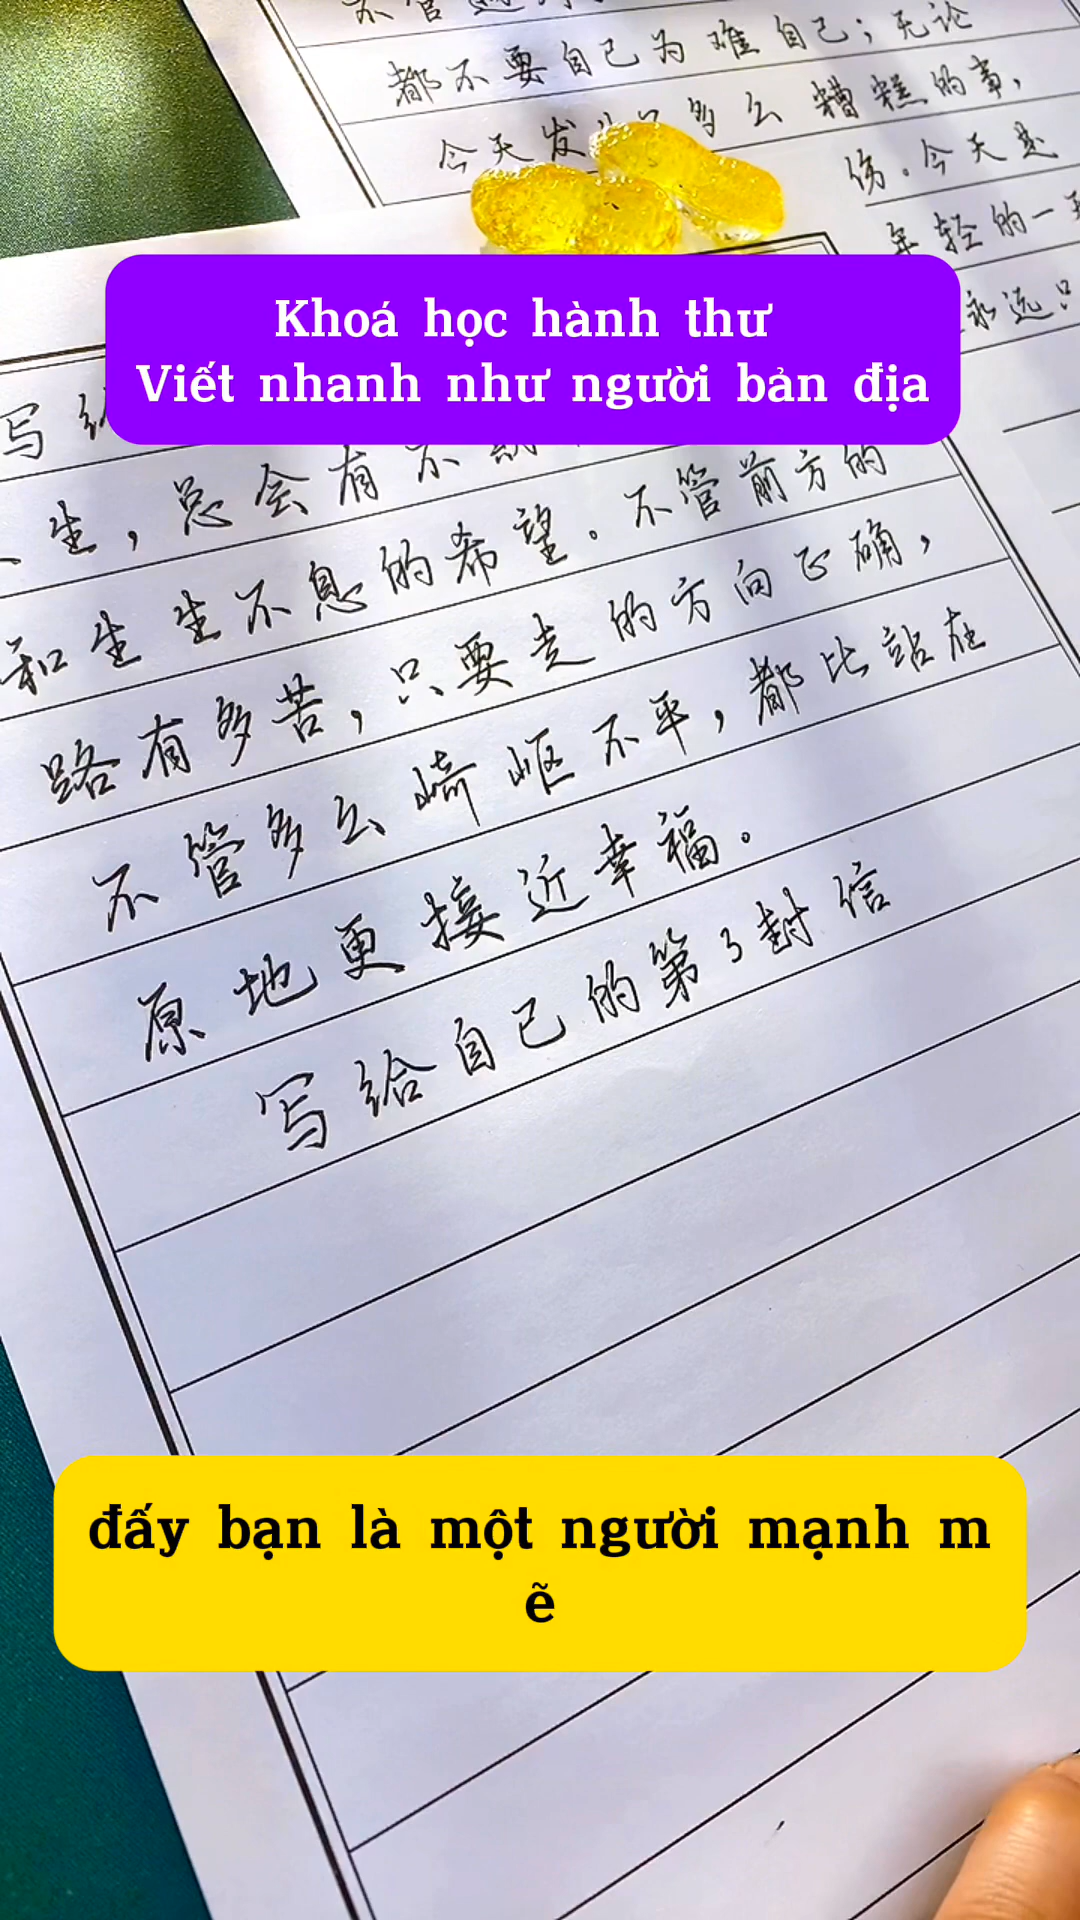 都不要自己为难自己；无论
今天发
多么糟糕的事，
伤。今天是
年轻的一
永远只
Khoá học hành thư
Viết nhanh như người bản địa
写给
生，总会有不
和生生不息的希望。不管前方的
路有多苦，只要走的方向正确，
不管多么崎岖不平，都比站在
原地更接近幸福。
写给自己的第3封信
đấy bạn là một người mạnh m
ẽ